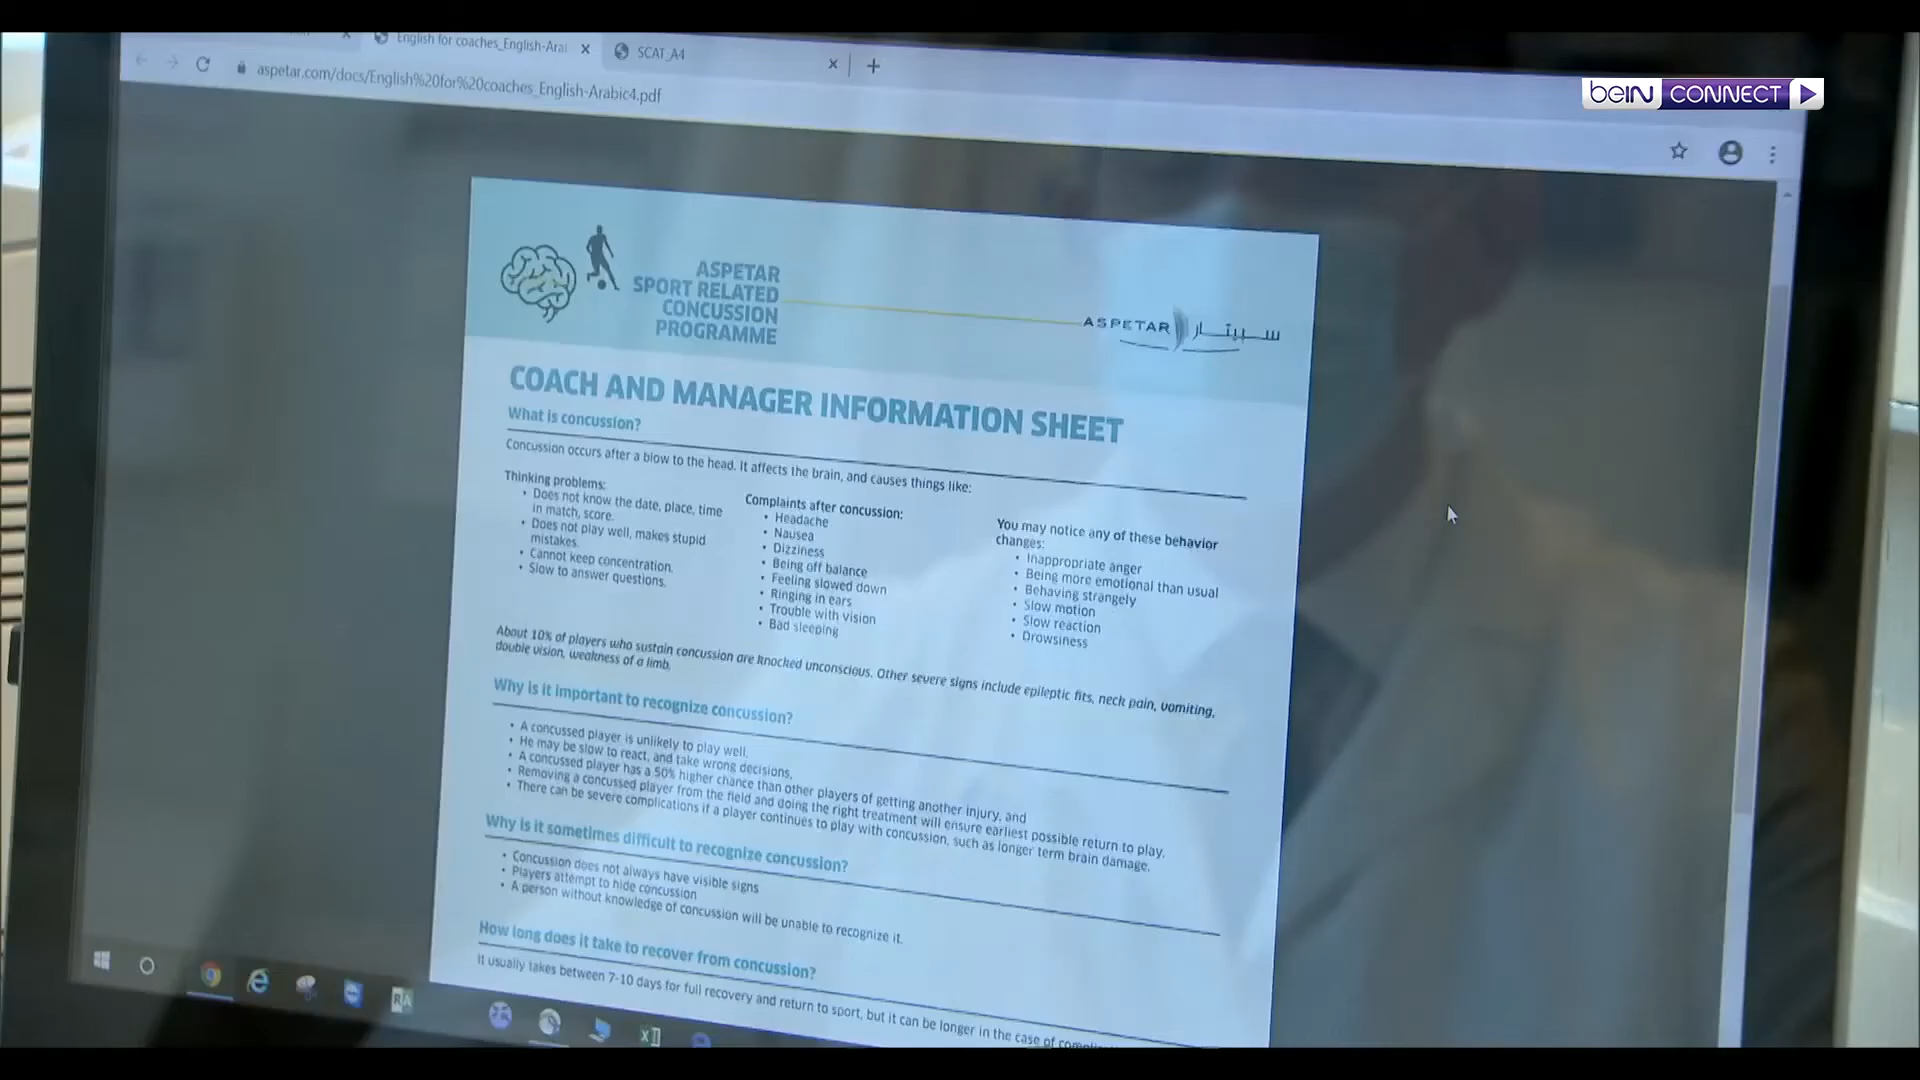 English for coaches_English-Arai
SCAT_A4
aspetar.com/docs/English%20for%20coaches_English-Arabic4.pdf
beIN CONNECT
ASPETAR
SPORT RELATED
CONCUSSION
PROGRAMME
ASPETAR
COACH AND MANAGER INFORMATION SHEET
What is concussion?
Concussion occurs after a blow to the head. It affects the brain, and causes things like:
Thinking problems:
• Does not know the date, place, time
in match, score.
• Does not play well, makes stupid
mistakes.
• Cannot keep concentration.
• Slow to answer questions.
Complaints after concussion:
• Headache
• Nausea
• Dizziness
• Being off balance
• Feeling slowed down
• Ringing in ears
• Trouble with vision
• Bad sleeping
You may notice any of these behavior
changes:
• Inappropriate anger
• Being more emotional than usual
• Behaving strangely
• Slow motion
• Slow reaction
• Drowsiness
About 10% of players who sustain concussion are knocked unconscious. Other severe signs include epileptic fits, neck pain, vomiting,
double vision, weakness of a limb.
Why is it important to recognize concussion?
• A concussed player is unlikely to play well.
• He may be slow to react, and take wrong decisions,
• A concussed player has a 50% higher chance than other players of getting another injury, and
• Removing a concussed player from the field and doing the right treatment will ensure earliest possible return to play.
• There can be severe complications if a player continues to play with concussion, such as longer term brain damage.
Why is it sometimes difficult to recognize concussion?
• Concussion does not always have visible signs
• Players attempt to hide concussion
• A person without knowledge of concussion will be unable to recognize it.
How long does it take to recover from concussion?
It usually takes between 7-10 days for full recovery and return to sport, but it can be longer in the case of